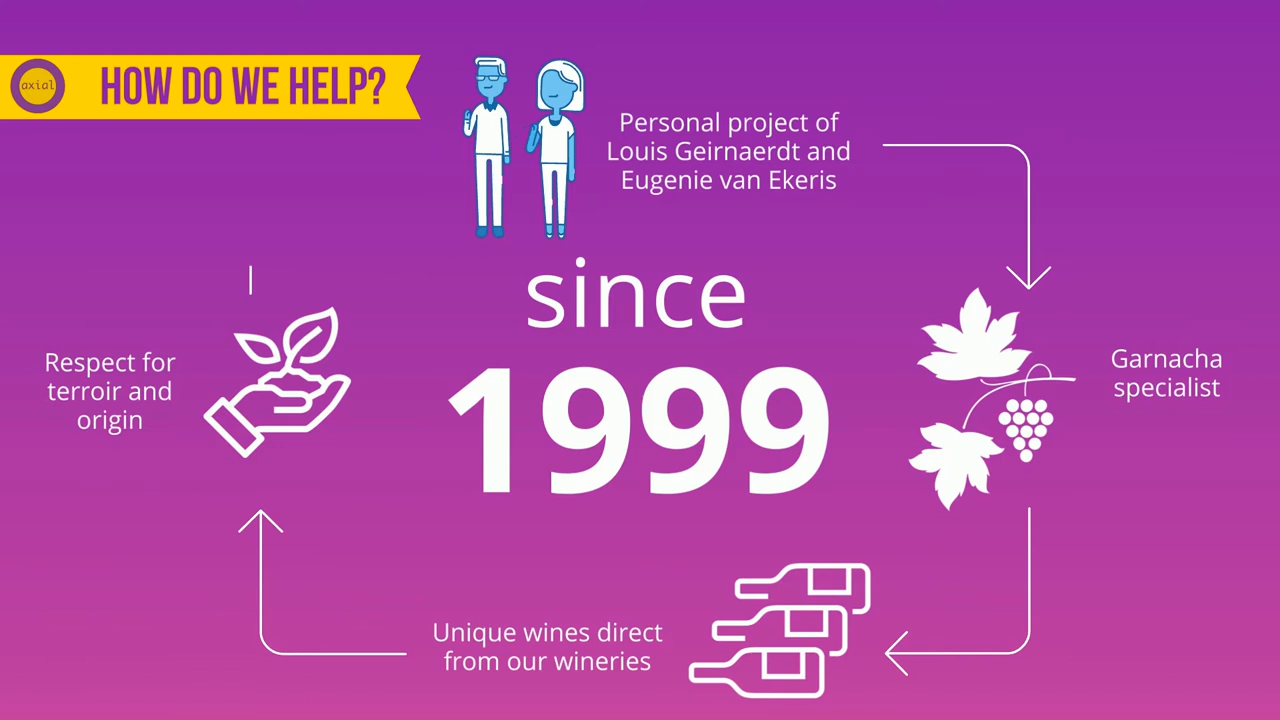 axial
HOW DO WE HELP?
Personal project of
Louis Geirnaerdt and
Eugenie van Ekeris
since
1999
Garnacha
specialist
Unique wines direct
from our wineries
Respect for
terroir and
origin